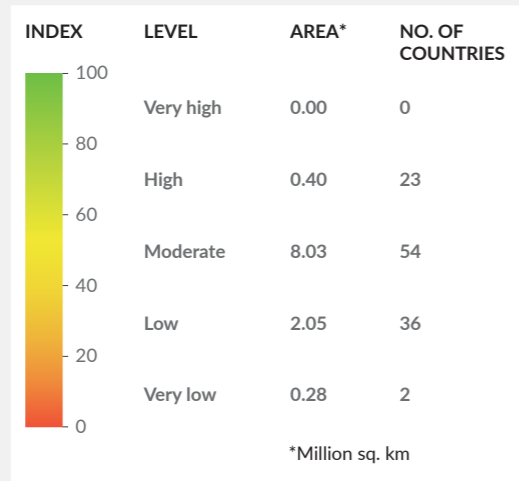 INDEX LEVEL AREA* NO. OF
COUNTRIES
100
Very high 0.00 0
80
High 0.40 23
60
Moderate 8.03 54
40
Low 2.05 36
20
Very low 0.28 2
0
*Million sq. km